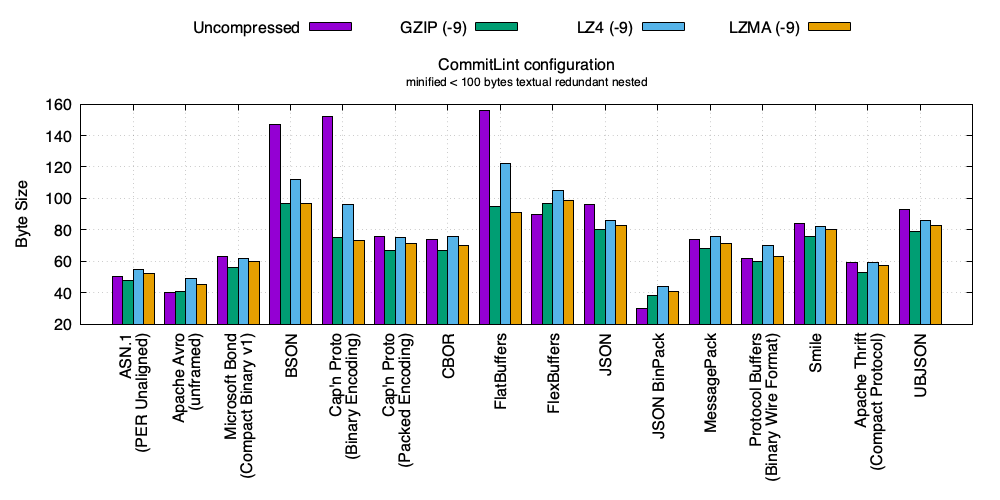 Uncompressed GZIP (-9) LZ4 (-9) LZMA (-9)
CommitLint configuration
minified < 100 bytes textual redundant nested
Byte Size
160
140
120
100
80
60
40
20
ASN.1
(PER Unaligned)
Apache Avro
(unframed)
Microsoft Bond
(Compact Binary v1)
BSON
Cap'n Proto
(Binary Encoding)
Cap'n Proto
(Packed Encoding)
CBOR
FlatBuffers
FlexBuffers
JSON
JSON BinPack
MessagePack
Protocol Buffers
(Binary Wire Format)
Smile
Apache Thrift
(Compact Protocol)
UBJSON